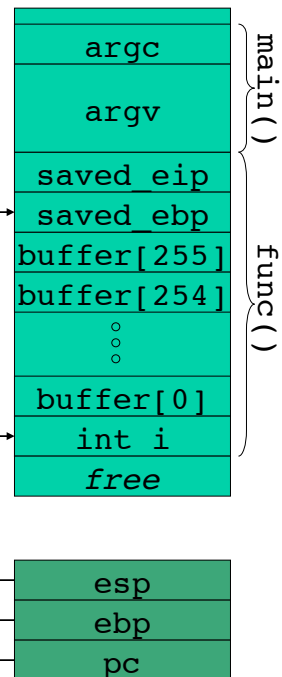 argc
argv
main()
saved_eip
saved_ebp
buffer[255]
buffer[254]
func()
buffer[0]
int i
free
esp
ebp
pc